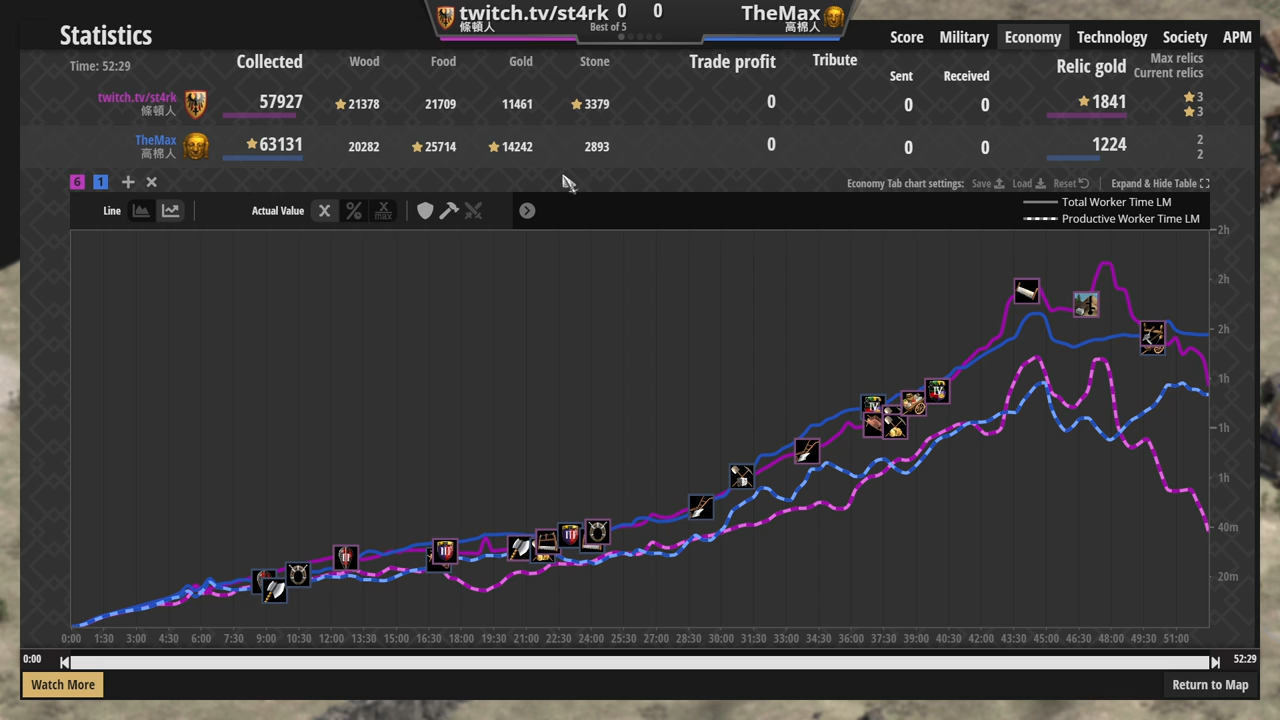 twitch.tv/st4rk 0 0 TheMax
條頓人 Best of 5 高棉人
Statistics
Score Military Economy Technology Society APM
Time: 52:29
Collected Wood Food Gold Stone Trade profit Tribute Sent Received Relic gold Max relics
Current relics
twitch.tv/st4rk 57927 21378 21709 11461 3379 0 0 0 1841 3
條頓人 3
TheMax 63131 20282 25714 14242 2893 0 0 0 1224 2
高棉人 2
6 1
Economy Tab chart settings: Save Load Reset Expand & Hide Table
Line Actual Value X % X/max
Total Worker Time LM
Productive Worker Time LM
2h
2h
2h
1h
1h
1h
40m
20m
0:00 1:30 3:00 4:30 6:00 7:30 9:00 10:30 12:00 13:30 15:00 16:30 18:00 19:30 21:00 22:30 24:00 25:30 27:00 28:30 30:00 31:30 33:00 34:30 36:00 37:30 39:00 40:30 42:00 43:30 45:00 46:30 48:00 49:30 51:00
0:00 52:29
Watch More Return to Map